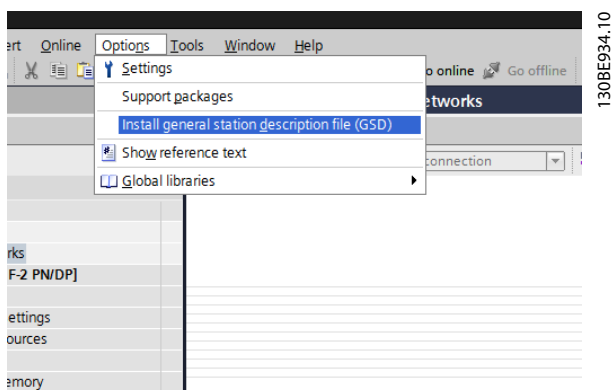 ert Online Options Tools Window Help
Settings
o online Go offline
Support packages
etworks
Install general station description file (GSD)
Show reference text
connection
Global libraries
rks
F-2 PN/DP]
ettings
ources
emory
130BE934.10